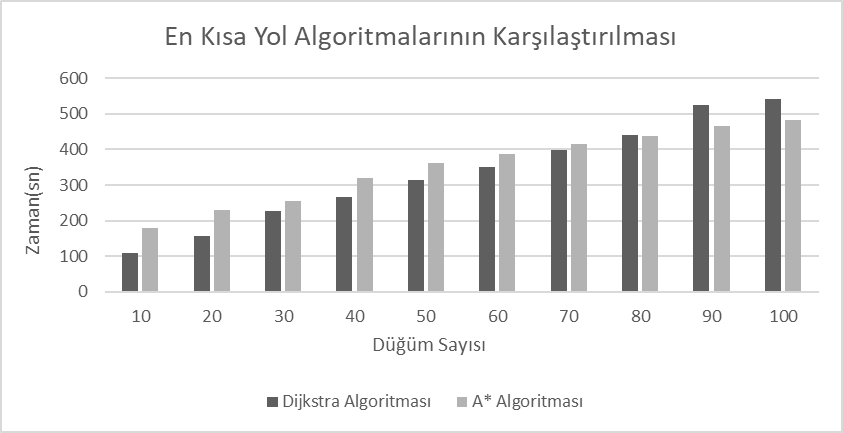 En Kısa Yol Algoritmalarının Karşılaştırılması
600
500
400
300
200
100
0
Zaman(sn)
10 20 30 40 50 60 70 80 90 100
Düğüm Sayısı
Dijkstra Algoritması A* Algoritması